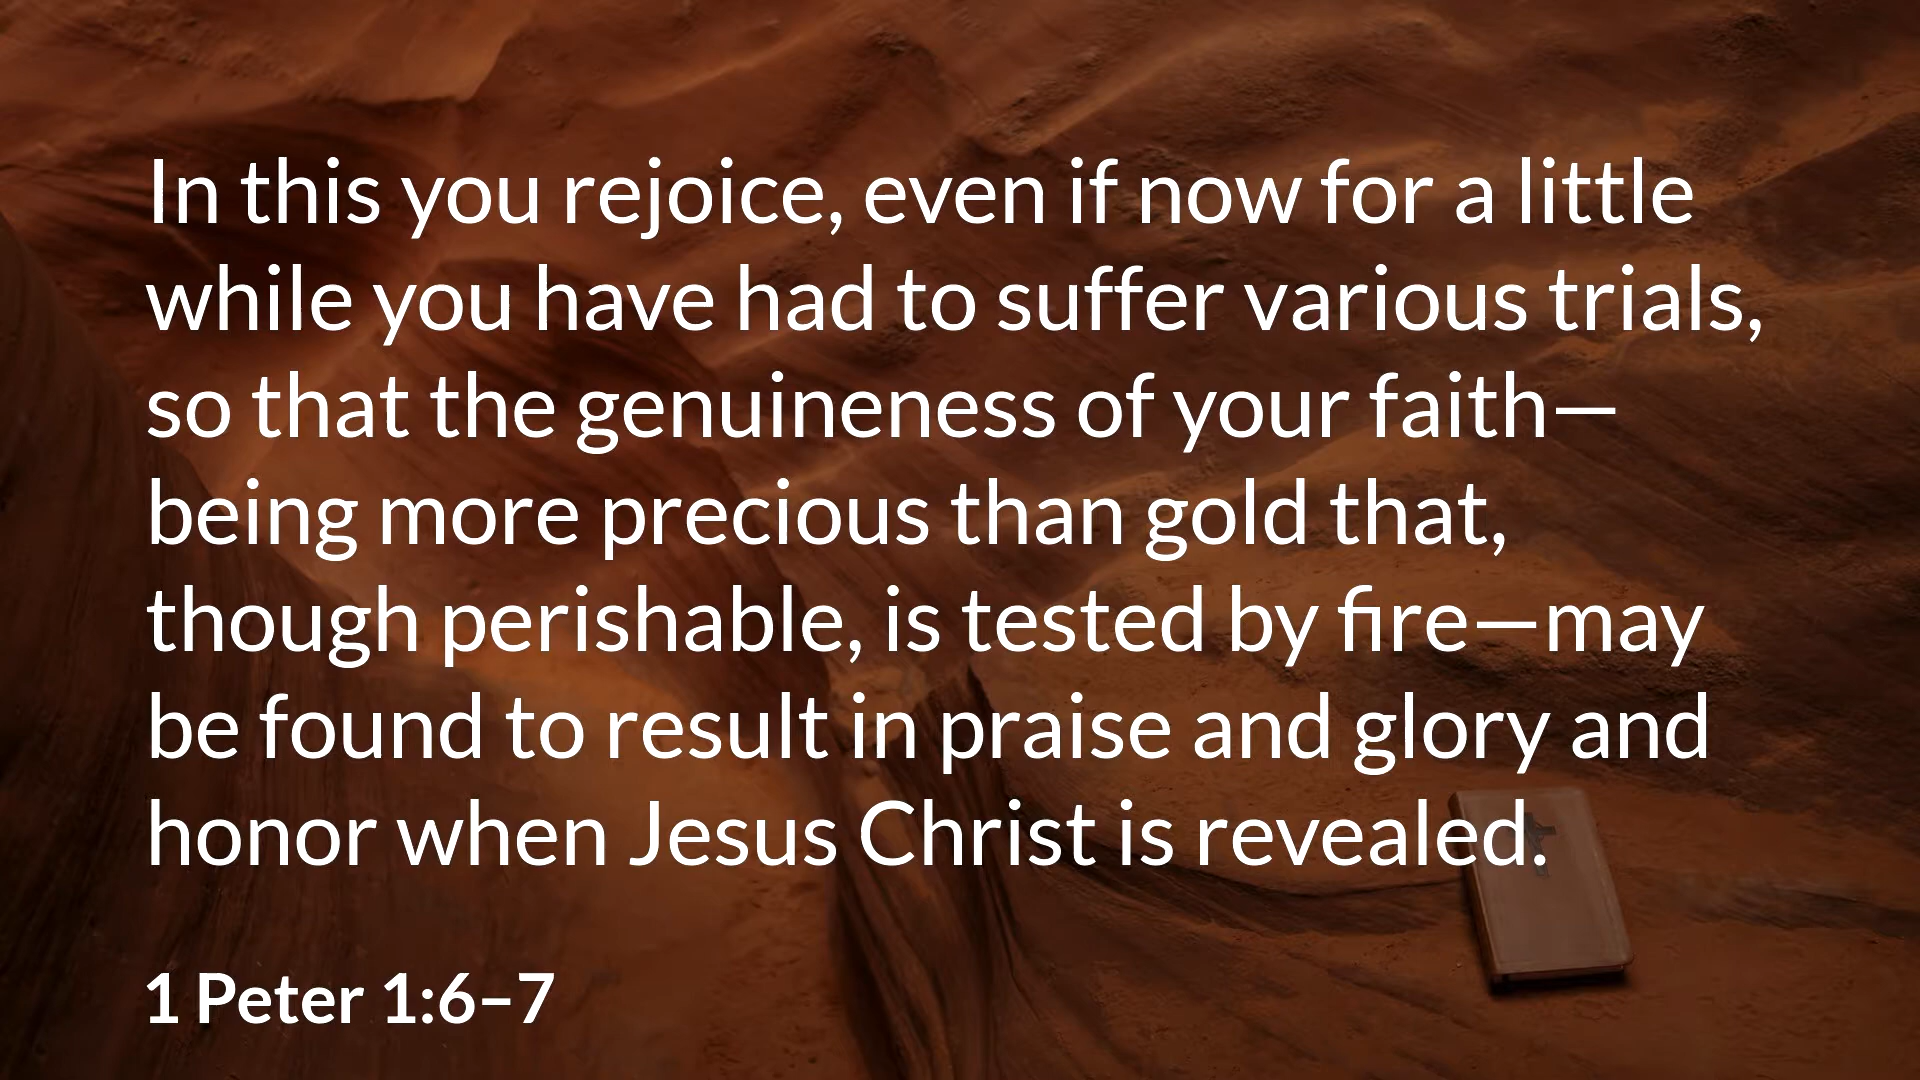 In this you rejoice, even if now for a little
while you have had to suffer various trials,
so that the genuineness of your faith—
being more precious than gold that,
though perishable, is tested by fire—may
be found to result in praise and glory and
honor when Jesus Christ is revealed.
1 Peter 1:6–7